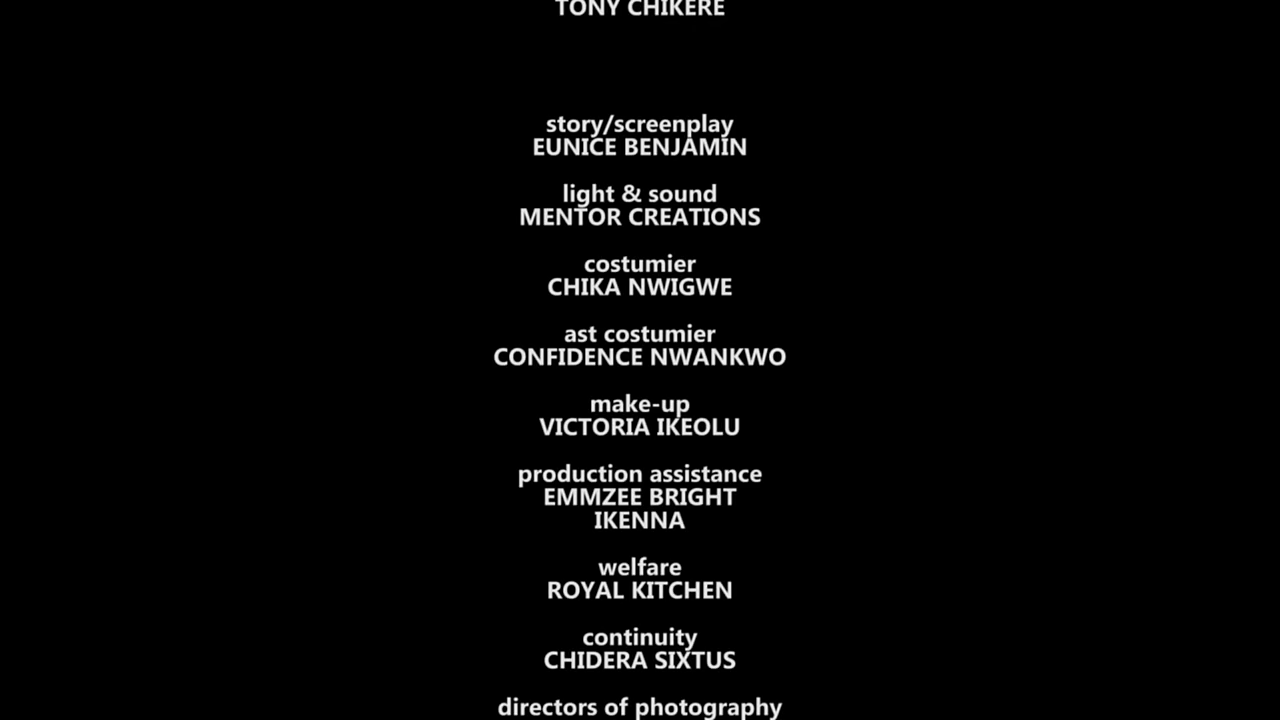 TONY CHIKERE
story/screenplay
EUNICE BENJAMIN
light & sound
MENTOR CREATIONS
costumier
CHIKA NWIGWE
ast costumier
CONFIDENCE NWANKWO
make-up
VICTORIA IKEOLU
production assistance
EMMZEE BRIGHT
IKENNA
welfare
ROYAL KITCHEN
continuity
CHIDERA SIXTUS
directors of photography